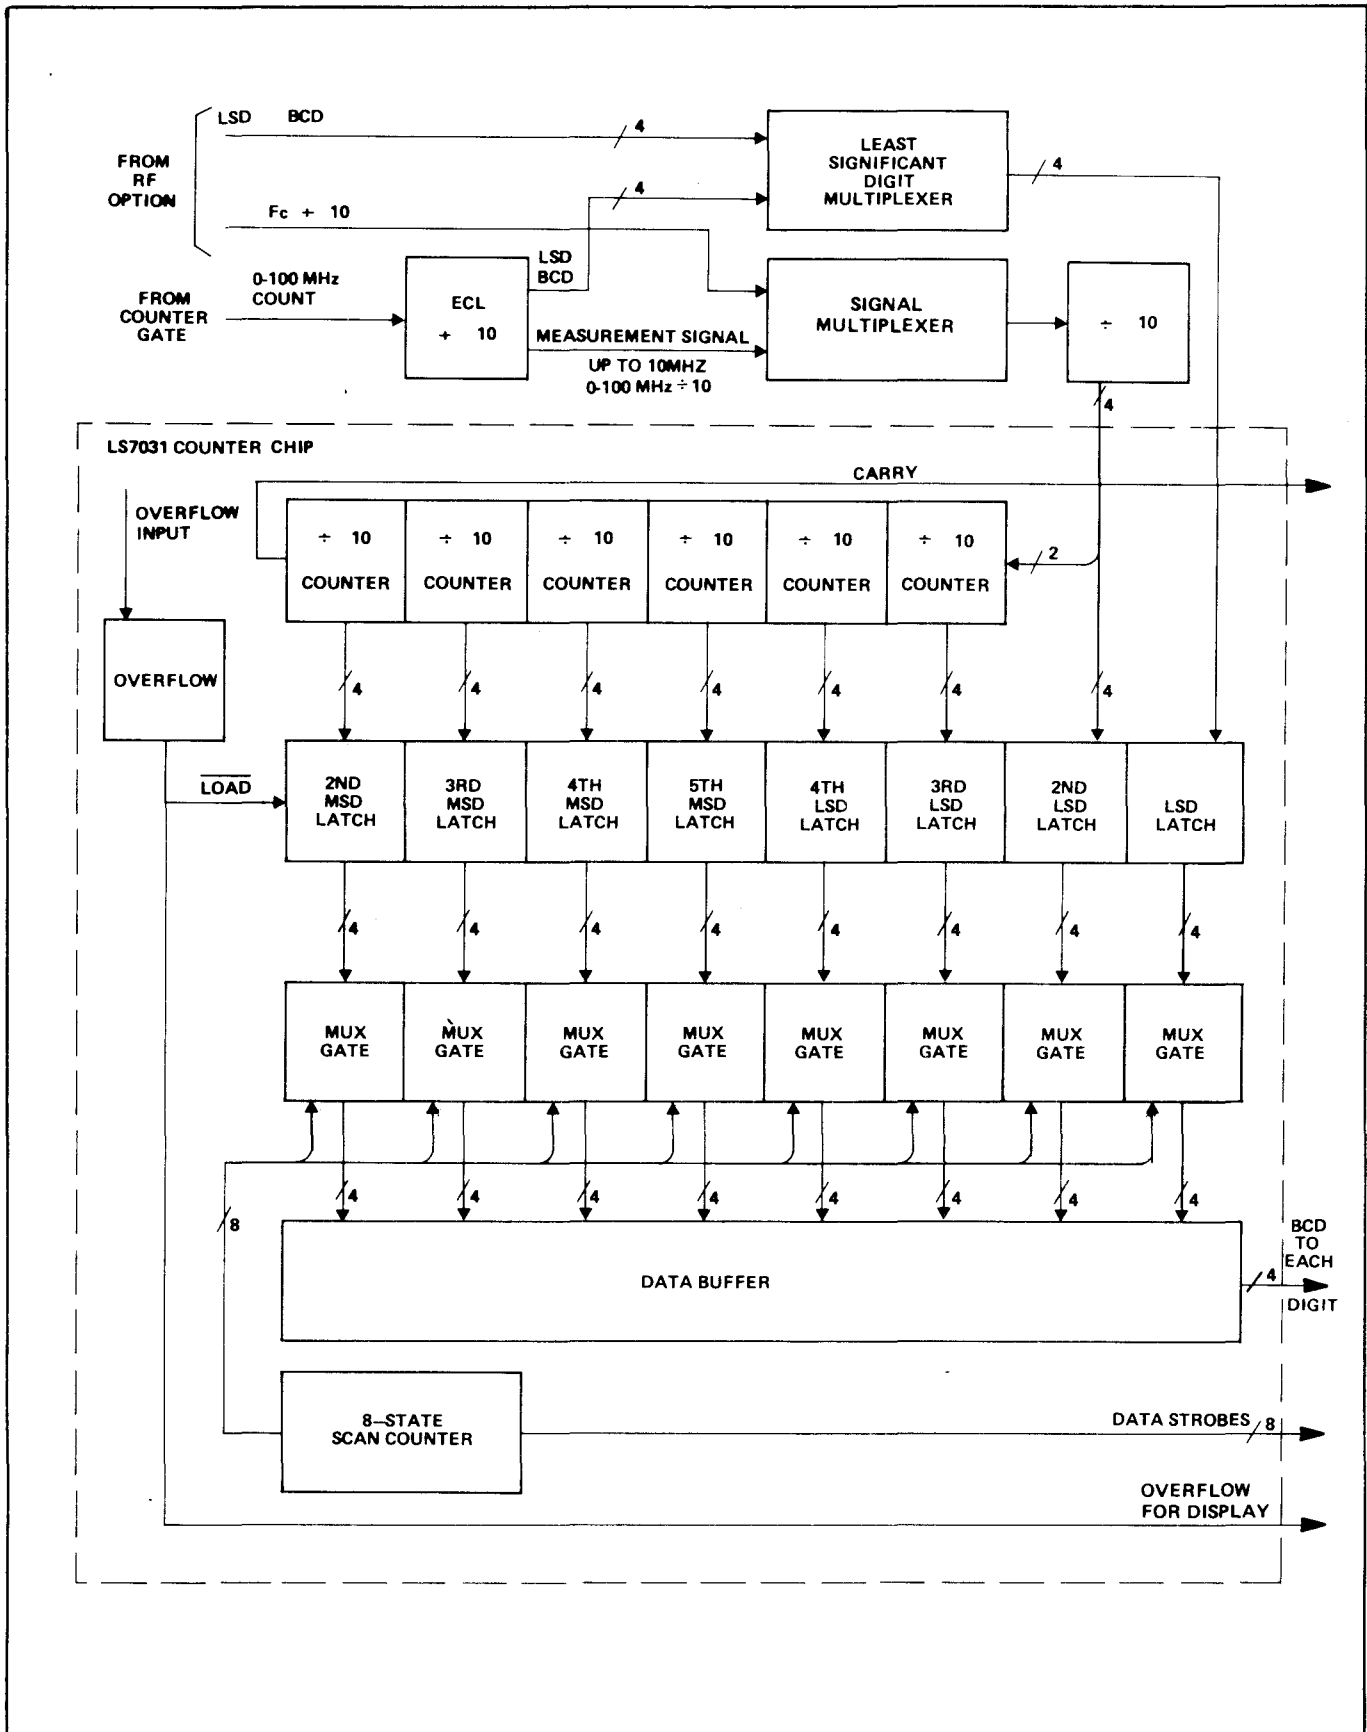 LSD BCD
4
FROM
RF
OPTION
Fc ÷ 10
4
LEAST
SIGNIFICANT
DIGIT
MULTIPLEXER
4
LSD
BCD
0-100 MHz
COUNT
FROM
COUNTER
GATE
ECL
÷ 10
MEASUREMENT SIGNAL
UP TO 10MHZ
0-100 MHz ÷ 10
SIGNAL
MULTIPLEXER
÷ 10
4
LS7031 COUNTER CHIP
CARRY
OVERFLOW
INPUT
÷ 10 ÷ 10 ÷ 10 ÷ 10 ÷ 10 ÷ 10
COUNTER COUNTER COUNTER COUNTER COUNTER COUNTER
2
OVERFLOW
4 4 4 4 4 4 4
LOAD
2ND
MSD
LATCH
3RD
MSD
LATCH
4TH
MSD
LATCH
5TH
MSD
LATCH
4TH
LSD
LATCH
3RD
LSD
LATCH
2ND
LSD
LATCH
LSD
LATCH
4 4 4 4 4 4 4 4
MUX MUX MUX MUX MUX MUX MUX MUX
GATE GATE GATE GATE GATE GATE GATE GATE
4 4 4 4 4 4 4 4
8
DATA BUFFER
BCD
TO
EACH
4
DIGIT
8-STATE
SCAN COUNTER
DATA STROBES 8
OVERFLOW
FOR DISPLAY